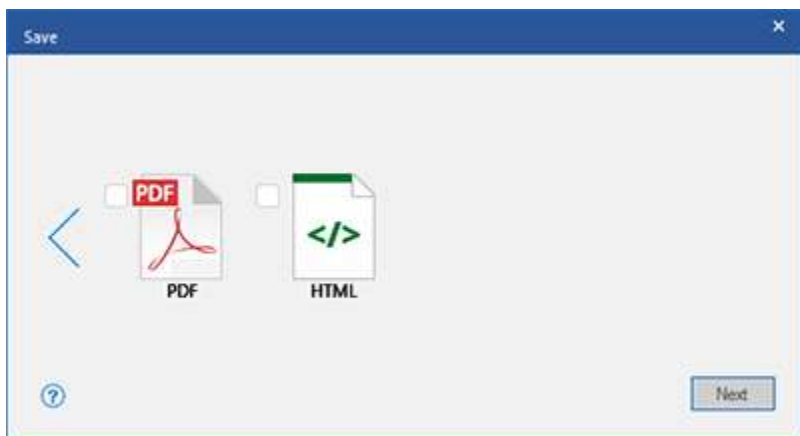 Save
×
PDF
</>
PDF
HTML
?
Next